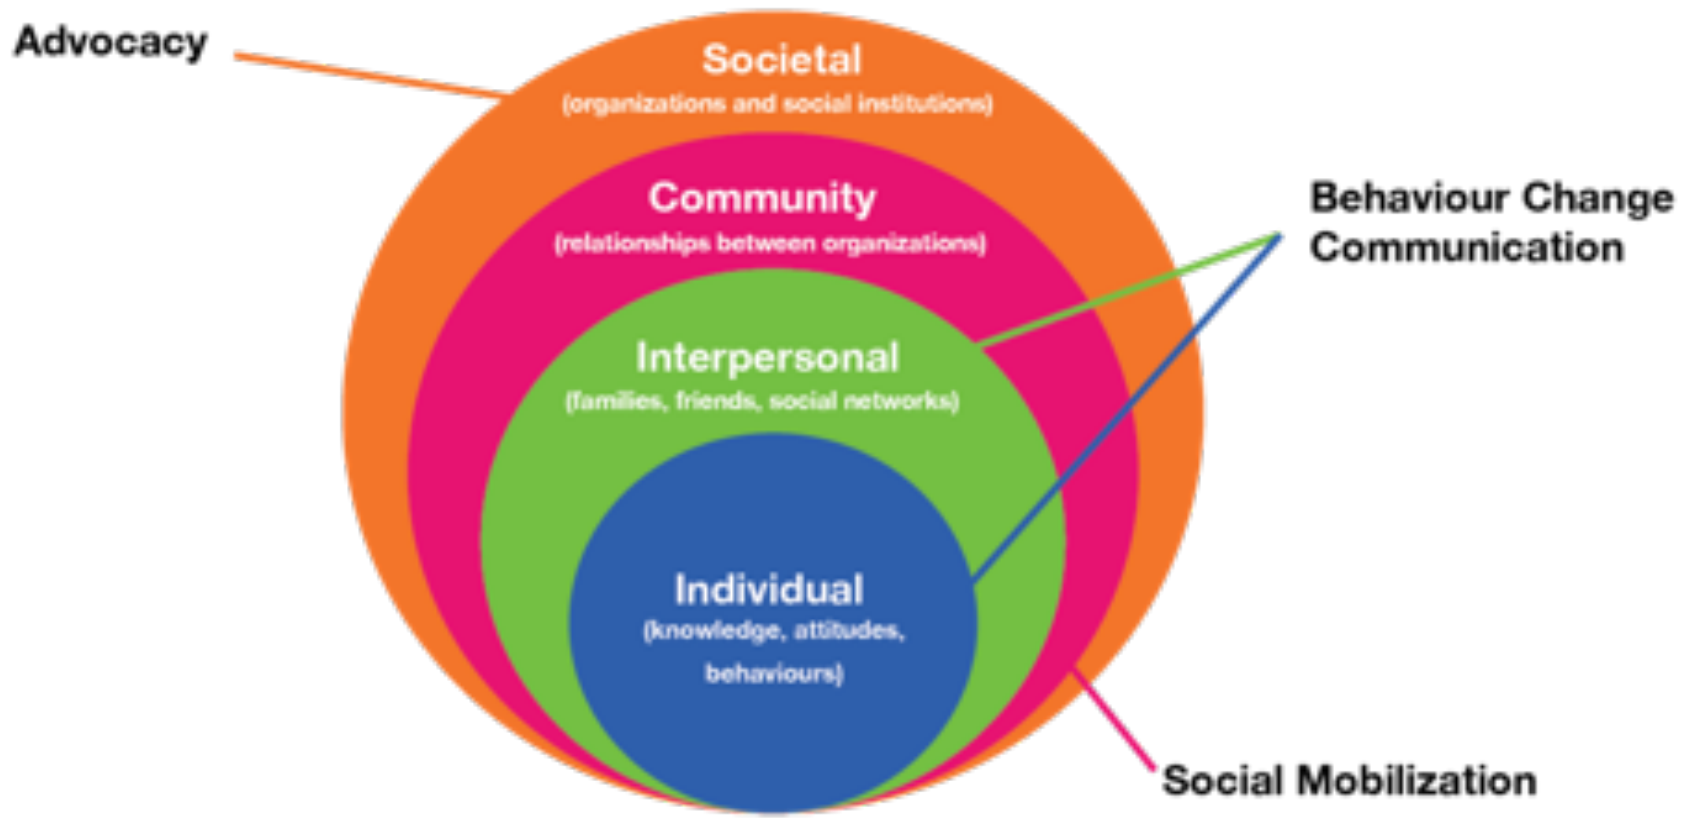 Advocacy
Societal
(organizations and social institutions)
Community
(relationships between organizations)
Behaviour Change
Communication
Interpersonal
(families, friends, social networks)
Individual
(knowledge, attitudes,
behaviours)
Social Mobilization